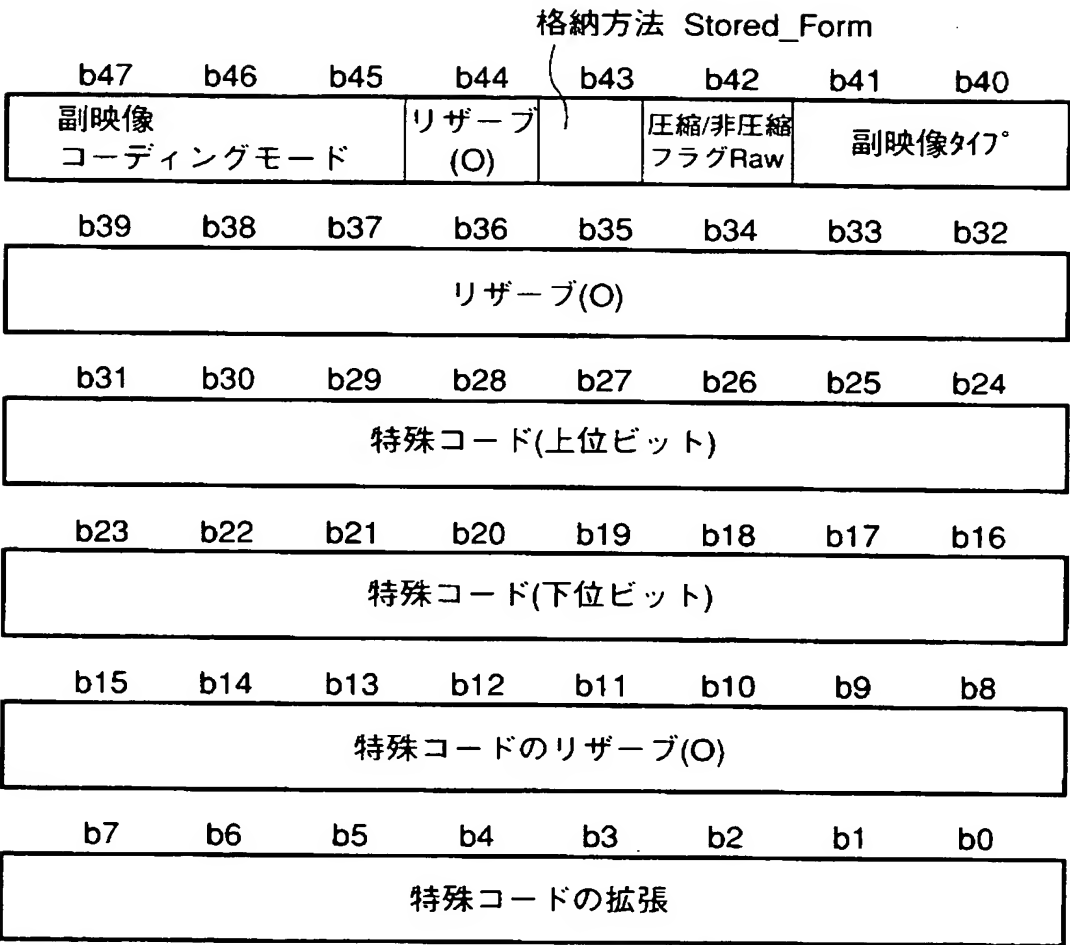 格納方法 Stored_Form
b47 b46 b45 b44 b43 b42 b41 b40
副映像
コーディングモード
リザーブ
(O)
圧縮/非圧縮
フラグRaw
副映像ﾀｲﾌﾟ
b39 b38 b37 b36 b35 b34 b33 b32
リザーブ(O)
b31 b30 b29 b28 b27 b26 b25 b24
特殊コード(上位ビット)
b23 b22 b21 b20 b19 b18 b17 b16
特殊コード(下位ビット)
b15 b14 b13 b12 b11 b10 b9 b8
特殊コードのリザーブ(O)
b7 b6 b5 b4 b3 b2 b1 b0
特殊コードの拡張